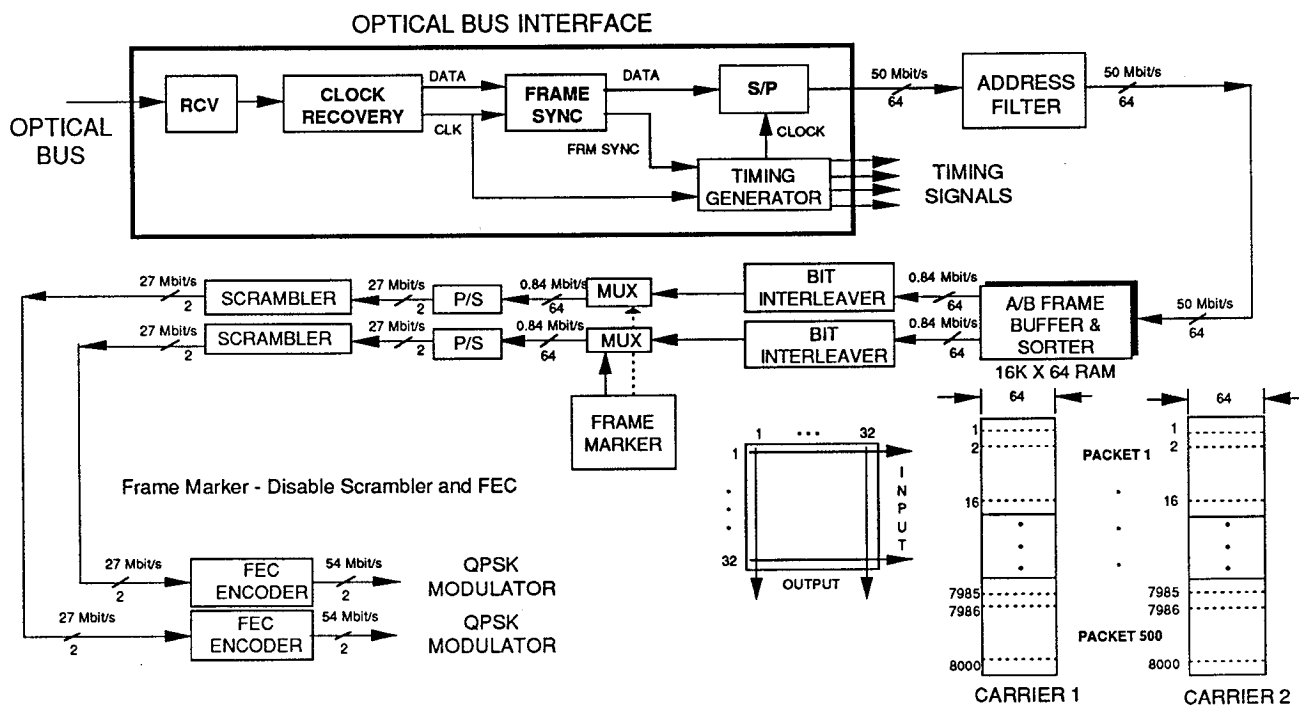 OPTICAL BUS INTERFACE
OPTICAL
BUS
RCV
CLOCK
RECOVERY
DATA
CLK
FRAME
SYNC
DATA
FRM SYNC
S/P
CLOCK
TIMING
GENERATOR
TIMING
SIGNALS
50 Mbit/s
64
ADDRESS
FILTER
50 Mbit/s
64
27 Mbit/s
2
SCRAMBLER
27 Mbit/s
2
P/S
0.84 Mbit/s
64
MUX
BIT
INTERLEAVER
0.84 Mbit/s
64
A/B FRAME
BUFFER &
SORTER
50 Mbit/s
64
27 Mbit/s
2
SCRAMBLER
27 Mbit/s
2
P/S
0.84 Mbit/s
64
MUX
BIT
INTERLEAVER
0.84 Mbit/s
64
16K X 64 RAM
FRAME
MARKER
Frame Marker - Disable Scrambler and FEC
1 ••• 32
1
32
INPUT
OUTPUT
64
64
1
2
16
7985
7986
8000
PACKET 1
PACKET 500
1
2
16
7985
7986
8000
CARRIER 1
CARRIER 2
27 Mbit/s
2
FEC
ENCODER
54 Mbit/s
2
QPSK
MODULATOR
27 Mbit/s
2
FEC
ENCODER
54 Mbit/s
2
QPSK
MODULATOR